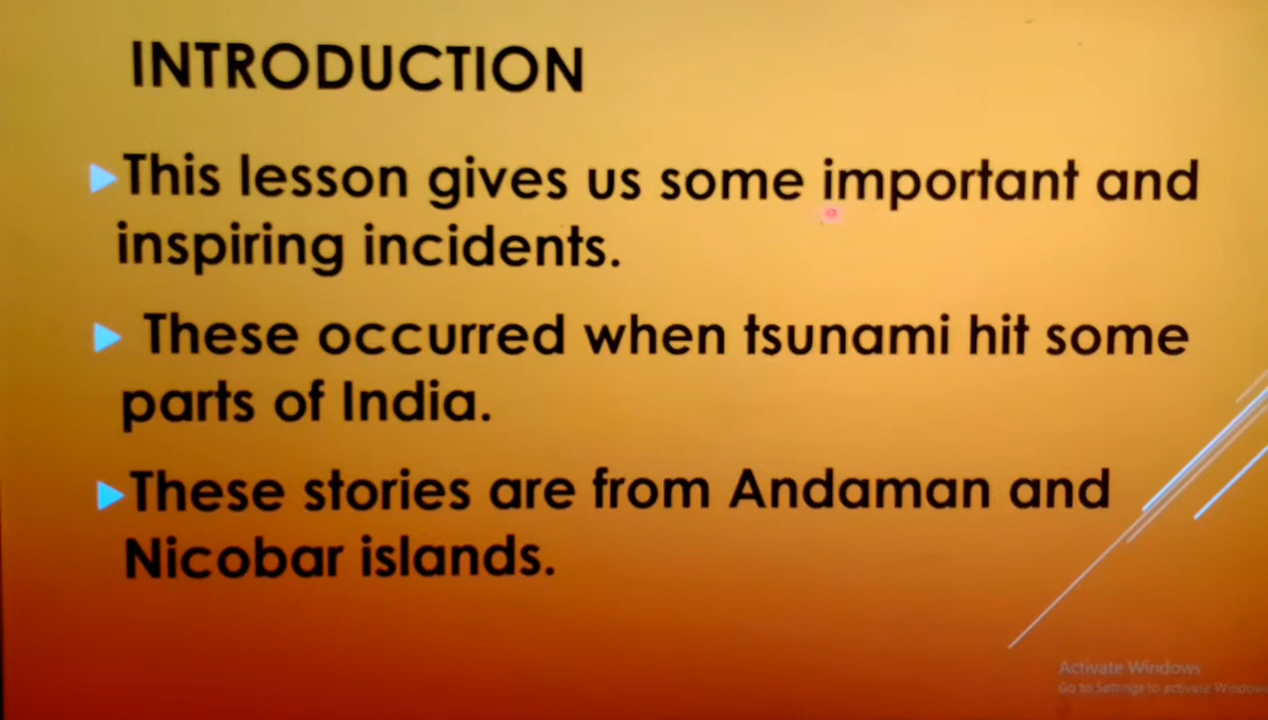 INTRODUCTION
This lesson gives us some important and
inspiring incidents.
These occurred when tsunami hit some
parts of India.
These stories are from Andaman and
Nicobar islands.
Activate Windows
Go to Settings to activate Windows